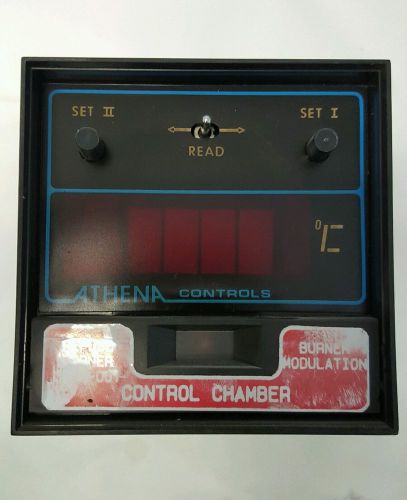 SET II
SET I
READ
°C
ATHENA CONTROLS
BURNER
MODULATION
CONTROL CHAMBER